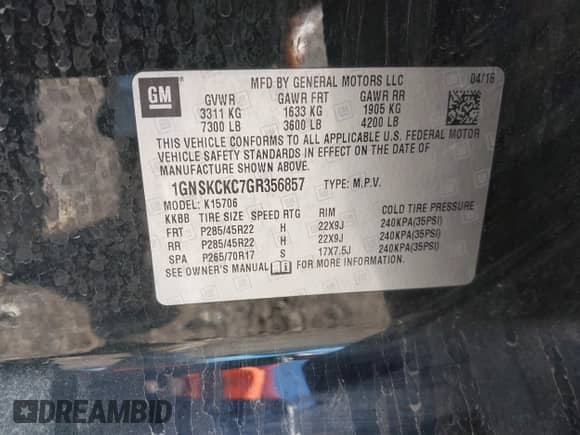 GM
MFD BY GENERAL MOTORS LLC 04/16
GVWR GAWR FRT GAWR RR
3311 KG 1633 KG 1905 KG
7300 LB 3600 LB 4200 LB
THIS VEHICLE CONFORMS TO ALL APPLICABLE U.S. FEDERAL MOTOR
VEHICLE SAFETY STANDARDS IN EFFECT ON THE DATE OF
MANUFACTURE SHOWN ABOVE.
1GNSKCKC7GR356857 TYPE: M.P.V.
MODEL: K15706
KKBB TIRE SIZE SPEED RTG RIM COLD TIRE PRESSURE
FRT P285/45R22 H 22X9J 240KPA(35PSI)
RR P285/45R22 H 22X9J 240KPA(35PSI)
SPA P265/70R17 S 17X7.5J 240KPA(35PSI)
SEE OWNER'S MANUAL FOR MORE INFORMATION
DREAMBID